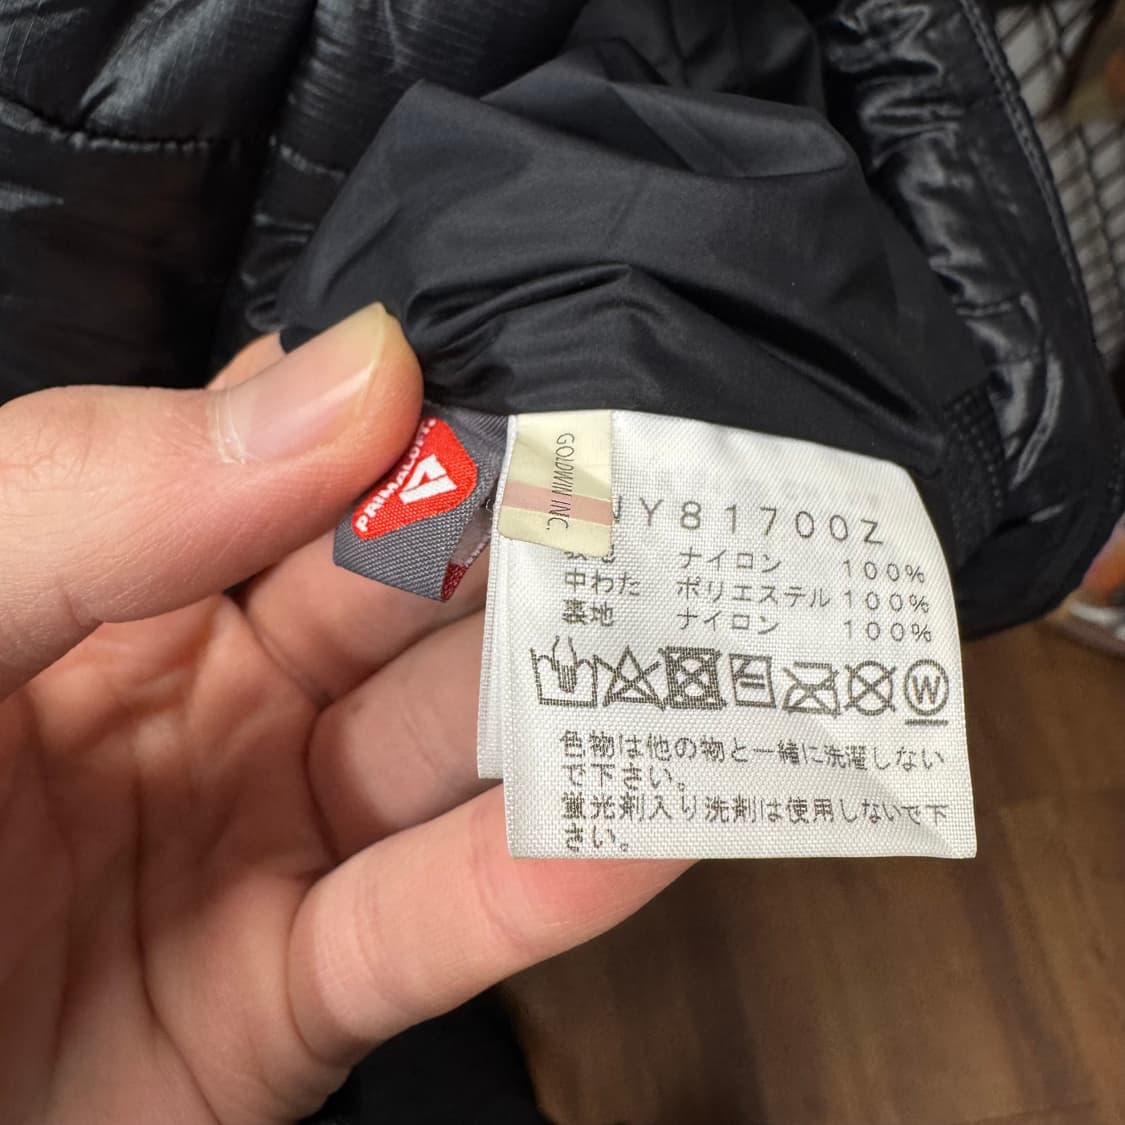 PRIMALOFT
GOLDWIN INC.
NY81700Z
表地 ナイロン 100%
中わた ポリエステル 100%
裏地 ナイロン 100%
W
色物は他の物と一緒に洗濯しない
で下さい。
蛍光剤入り洗剤は使用しないで下
さい。